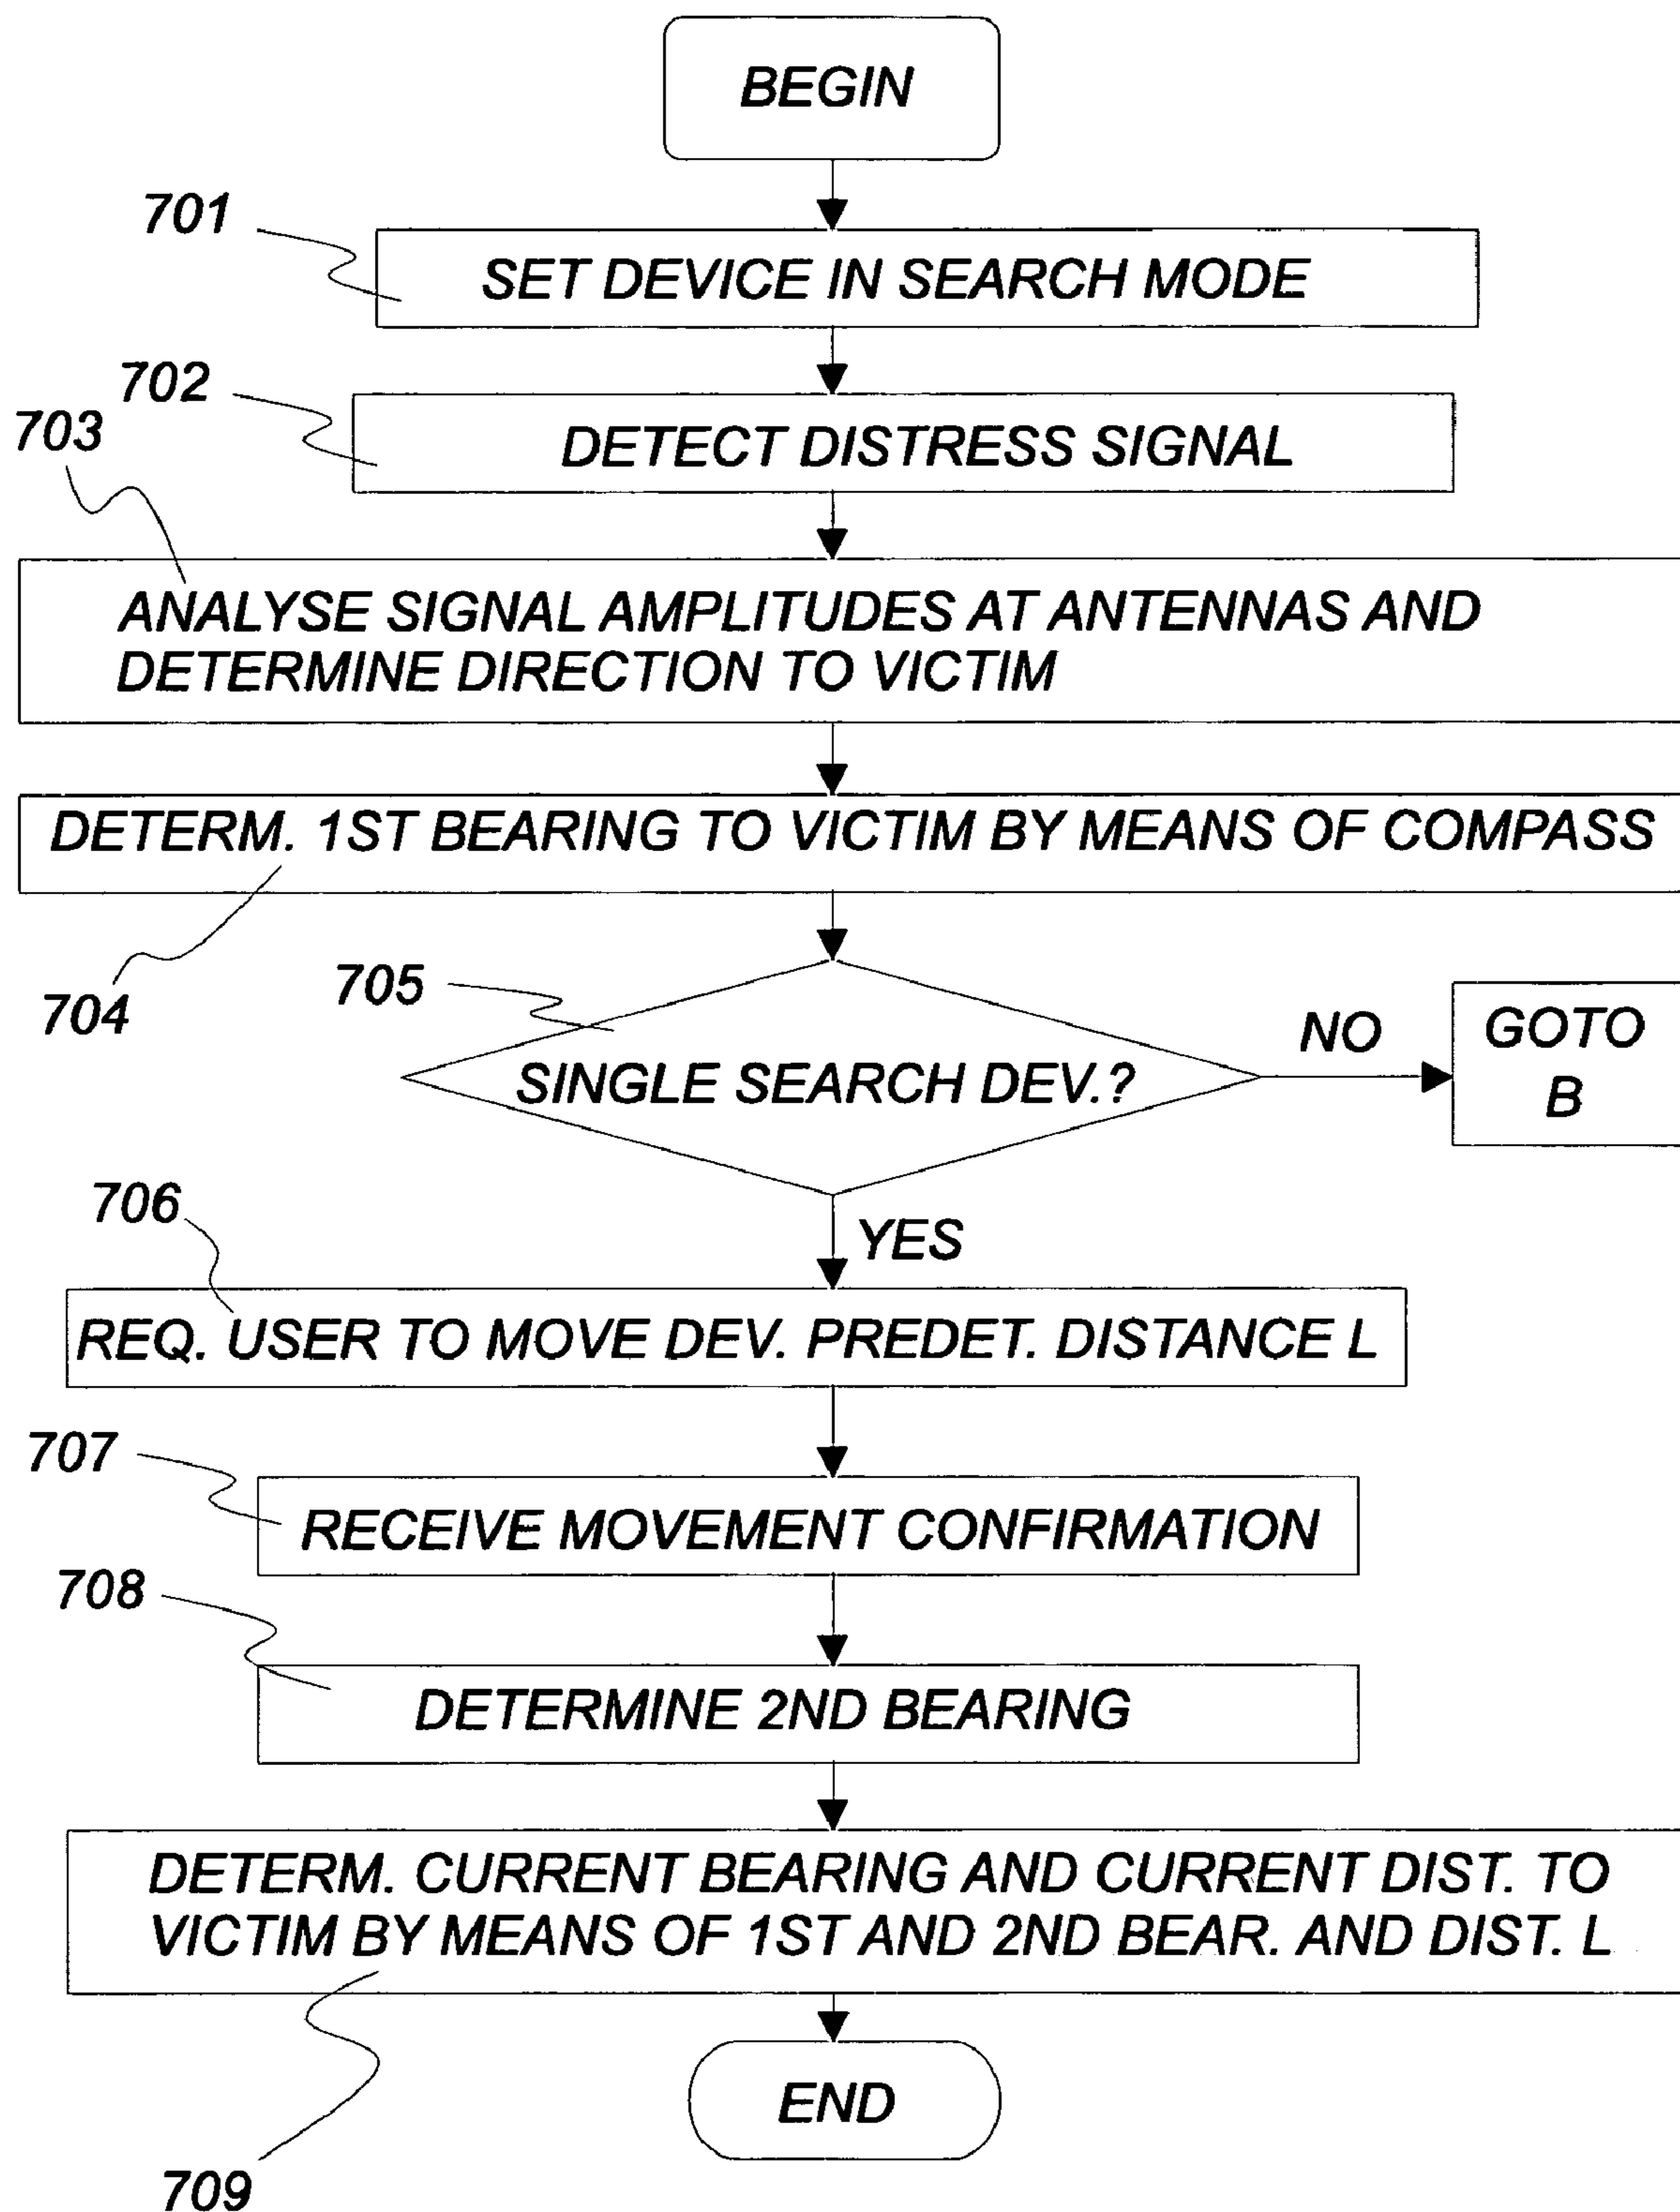 BEGIN
701
SET DEVICE IN SEARCH MODE
702
DETECT DISTRESS SIGNAL
703
ANALYSE SIGNAL AMPLITUDES AT ANTENNAS AND
DETERMINE DIRECTION TO VICTIM
DETERM. 1ST BEARING TO VICTIM BY MEANS OF COMPASS
704
705
SINGLE SEARCH DEV.?
NO
GOTO
B
YES
706
REQ. USER TO MOVE DEV. PREDET. DISTANCE L
707
RECEIVE MOVEMENT CONFIRMATION
708
DETERMINE 2ND BEARING
DETERM. CURRENT BEARING AND CURRENT DIST. TO
VICTIM BY MEANS OF 1ST AND 2ND BEAR. AND DIST. L
END
709